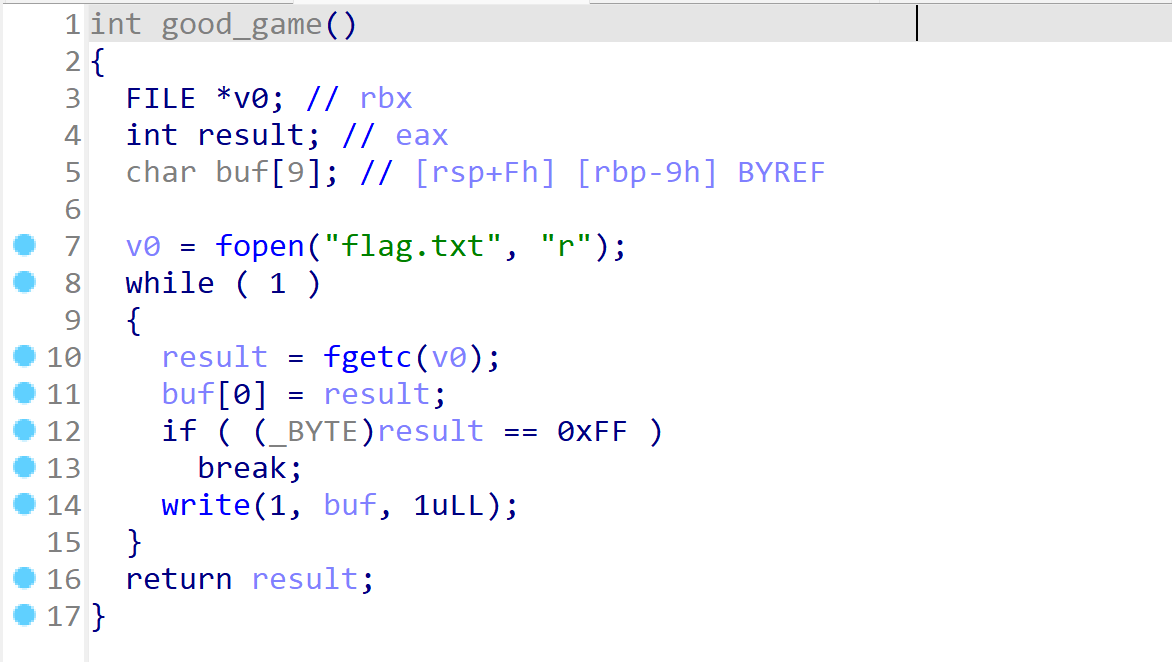 1 int good_game()
2 {
3   FILE *v0; // rbx
4   int result; // eax
5   char buf[9]; // [rsp+Fh] [rbp-9h] BYREF
6
7   v0 = fopen("flag.txt", "r");
8   while ( 1 )
9   {
10     result = fgetc(v0);
11     buf[0] = result;
12     if ( (_BYTE)result == 0xFF )
13       break;
14     write(1, buf, 1uLL);
15   }
16   return result;
17 }